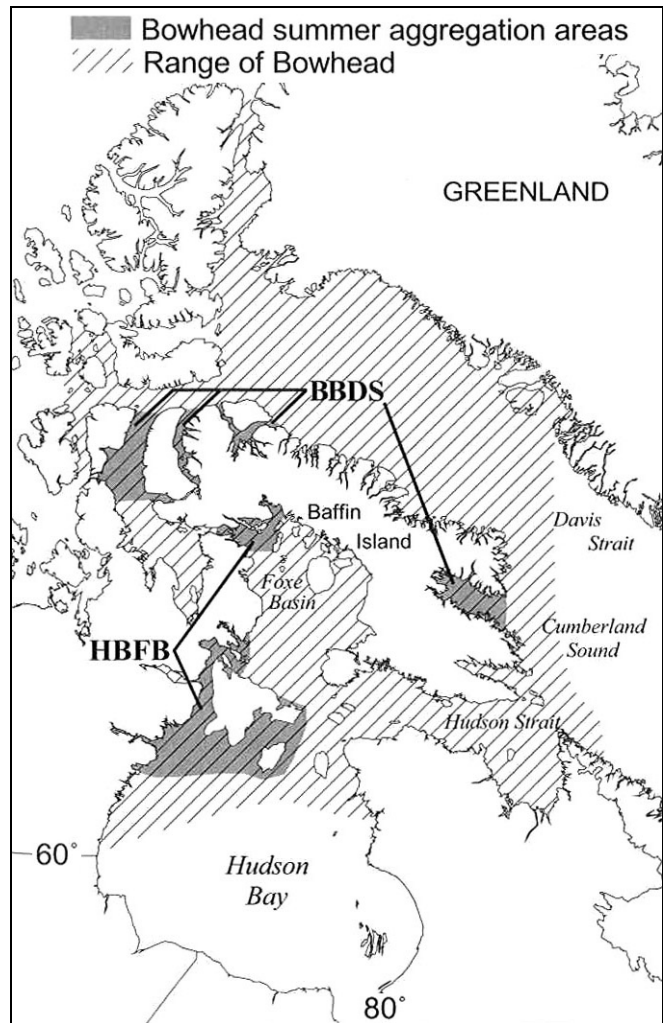 Bowhead summer aggregation areas
Range of Bowhead
GREENLAND
BBDS
Baffin
Island
Davis
Strait
Foxe
Basin
Cumberland
Sound
HBFB
Hudson Strait
60°
Hudson
Bay
80°